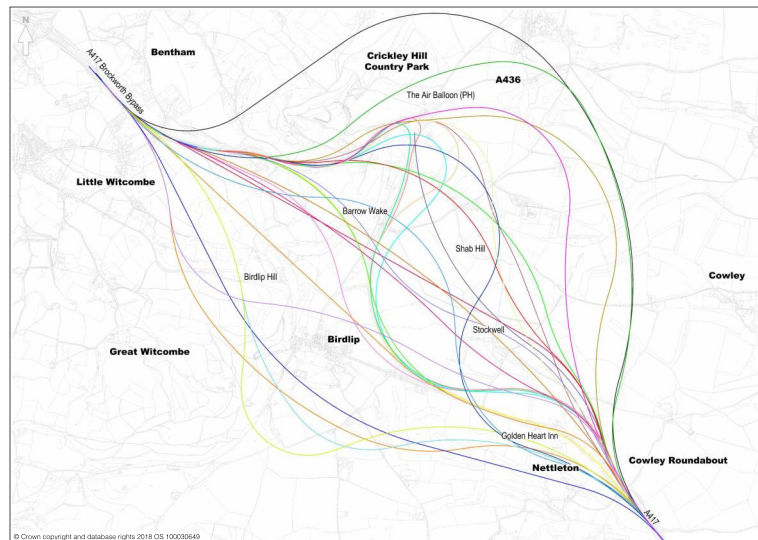 N
Bentham
Crickley Hill
Country Park
A436
A417 Brockworth Bypass
The Air Balloon (PH)
Little Witcombe
Barrow Wake
Shab Hill
Cowley
Birdlip Hill
Stockwell
Great Witcombe
Birdlip
Golden Heart Inn
Cowley Roundabout
Nettleton
A417
© Crown copyright and database rights 2018 OS 100030649